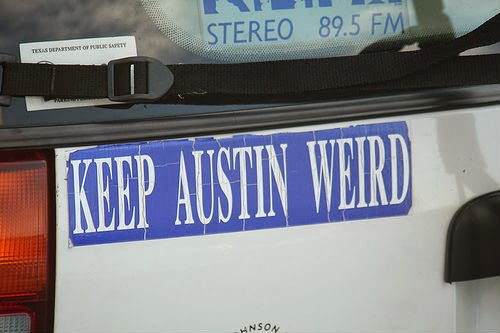 STEREO 89.5 FM
TEXAS DEPARTMENT OF PUBLIC SAFETY
KEEP AUSTIN WEIRD